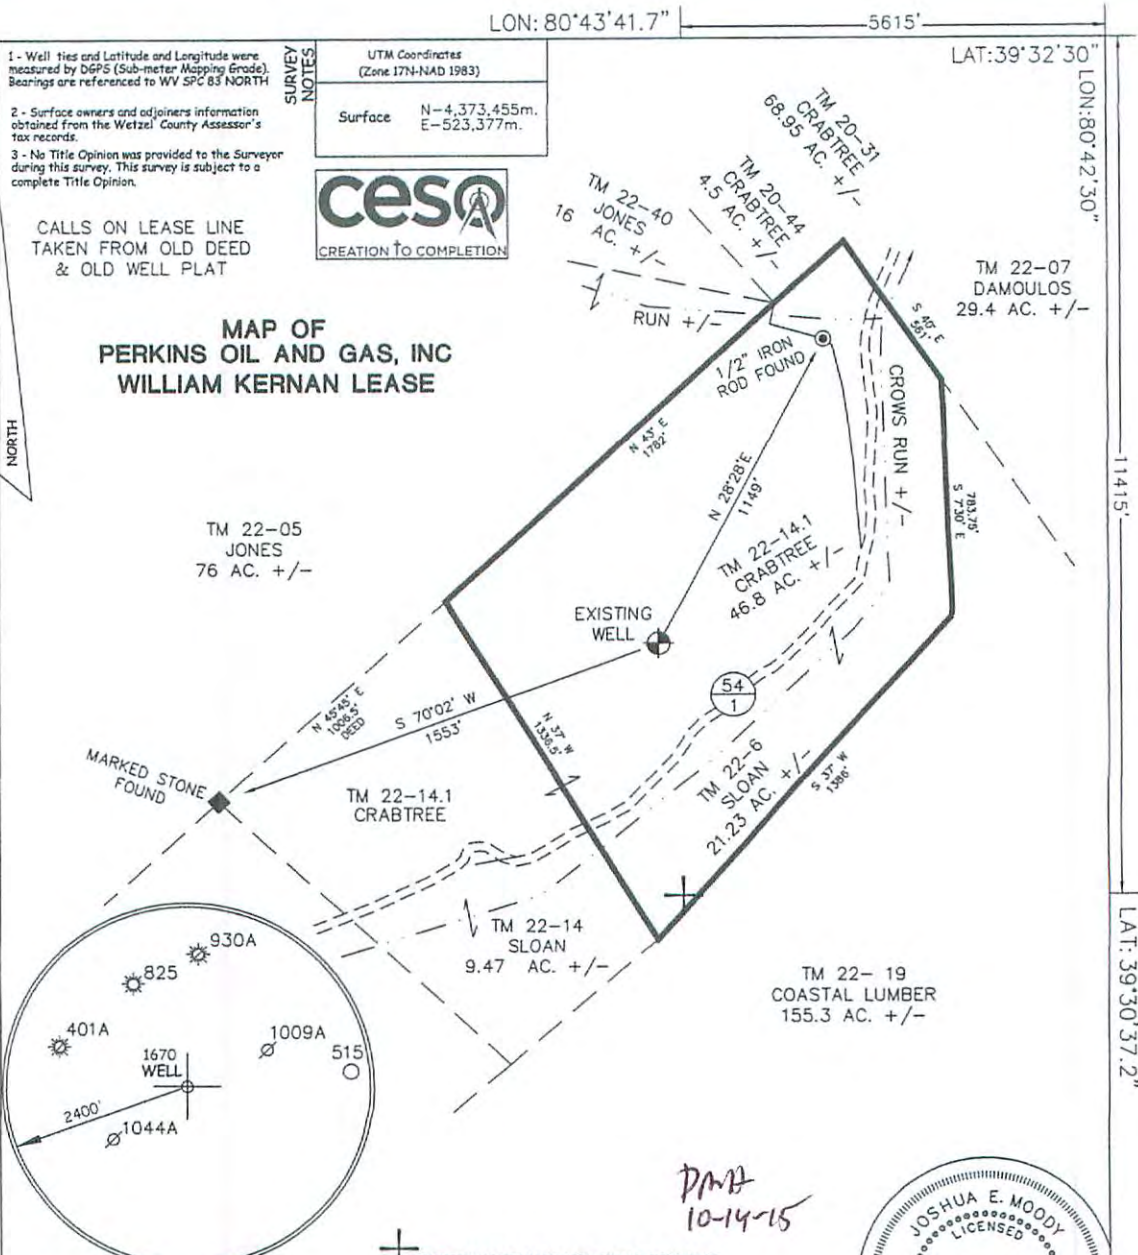 LON: 80°43'41.7"
5615'
1 - Well ties and Latitude and Longitude were
measured by DGPS (Sub-meter Mapping Grade).
Bearings are referenced to WV SPC 83 NORTH
2 - Surface owners and adjoiners information
obtained from the Wetzel County Assessor's
tax records.
3 - No Title Opinion was provided to the Surveyor
during this survey. This survey is subject to a
complete Title Opinion.
SURVEY
NOTES
UTM Coordinates
(Zone 17N-NAD 1983)
Surface
N-4,373,455m.
E-523,377m.
ceso
CREATION TO COMPLETION
LAT:39°32'30"
LON:80°42'30"
CALLS ON LEASE LINE
TAKEN FROM OLD DEED
& OLD WELL PLAT
MAP OF
PERKINS OIL AND GAS, INC
WILLIAM KERNAN LEASE
NORTH
TM 20-31
CRABTREE
68.95 AC. +/-
TM 20-44
CRABTREE
4.5 AC. +/-
TM 22-40
JONES
16 AC. +/-
RUN +/-
TM 22-07
DAMOULOS
29.4 AC. +/-
S 40° E
561'
1/2" IRON
ROD FOUND
CROWS RUN +/-
N 43° E
1782'
N 28°28'E
1149'
783.75'
S 7°30' E
11415'
TM 22-05
JONES
76 AC. +/-
TM 22-14.1
CRABTREE
46.8 AC. +/-
EXISTING
WELL
54
1
N 45°45' E
1006.5'
DEED
S 70°02' W
1553'
N 37° W
1336.5'
MARKED STONE
FOUND
TM 22-14.1
CRABTREE
TM 22-6
SLOAN
21.23 AC. +/-
S 37° W
1386'
TM 22-14
SLOAN
9.47 AC. +/-
TM 22- 19
COASTAL LUMBER
155.3 AC. +/-
LAT: 39°30'37.2"
930A
825
401A
1009A
1670
WELL
515
2400'
1044A
10-14-15
JOSHUA E. MOODY
LICENSED